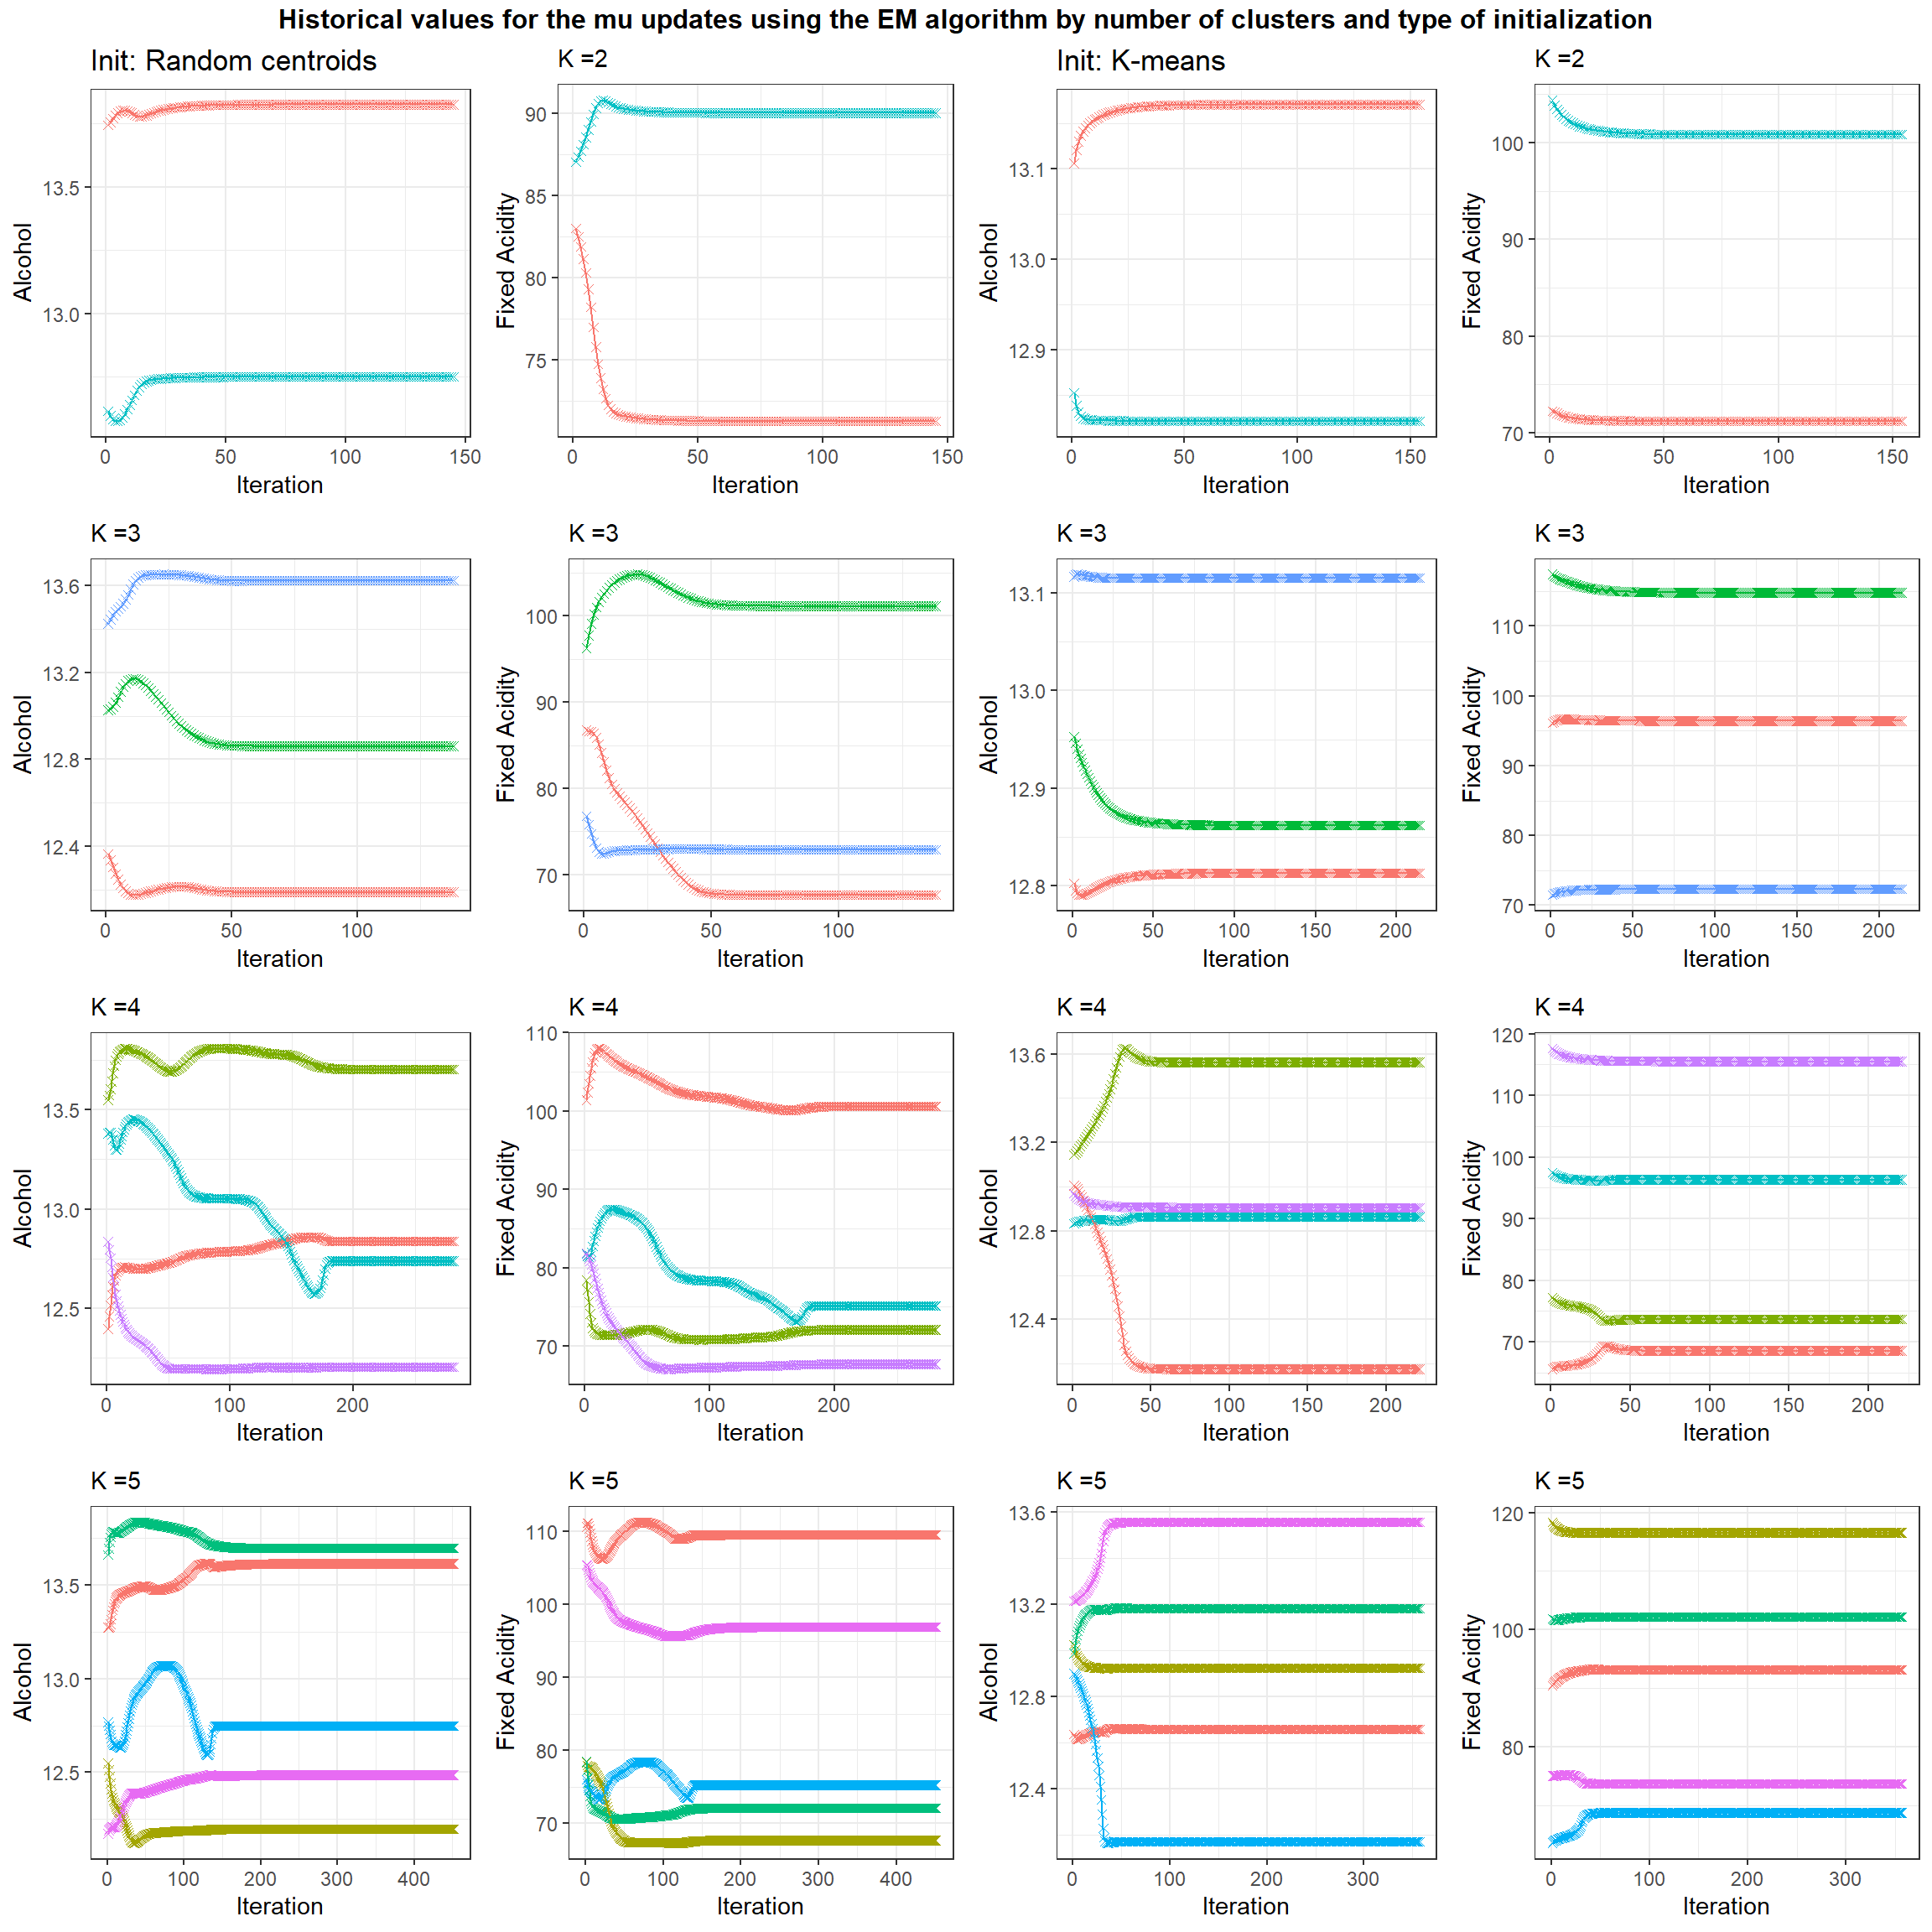 Historical values for the mu updates using the EM algorithm by number of clusters and type of initialization
Init: Random centroids
13.5
13.0
Alcohol
0 50 100 150
Iteration
K =2
90
85
80
75
Fixed Acidity
0 50 100 150
Iteration
Init: K-means
13.1
13.0
12.9
Alcohol
0 50 100 150
Iteration
K =2
100
90
80
70
Fixed Acidity
0 50 100 150
Iteration
K =3
13.6
13.2
12.8
12.4
Alcohol
0 50 100
Iteration
K =3
100
90
80
70
Fixed Acidity
0 50 100
Iteration
K =3
13.1
13.0
12.9
12.8
Alcohol
0 50 100 150 200
Iteration
K =3
110
100
90
80
70
Fixed Acidity
0 50 100 150 200
Iteration
K =4
13.5
13.0
12.5
Alcohol
0 100 200
Iteration
K =4
110
100
90
80
70
Fixed Acidity
0 100 200
Iteration
K =4
13.6
13.2
12.8
12.4
Alcohol
0 50 100 150 200
Iteration
K =4
120
110
100
90
80
70
Fixed Acidity
0 50 100 150 200
Iteration
K =5
13.5
13.0
12.5
Alcohol
0 100 200 300 400
Iteration
K =5
110
100
90
80
70
Fixed Acidity
0 100 200 300 400
Iteration
K =5
13.6
13.2
12.8
12.4
Alcohol
0 100 200 300
Iteration
K =5
120
100
80
Fixed Acidity
0 100 200 300
Iteration